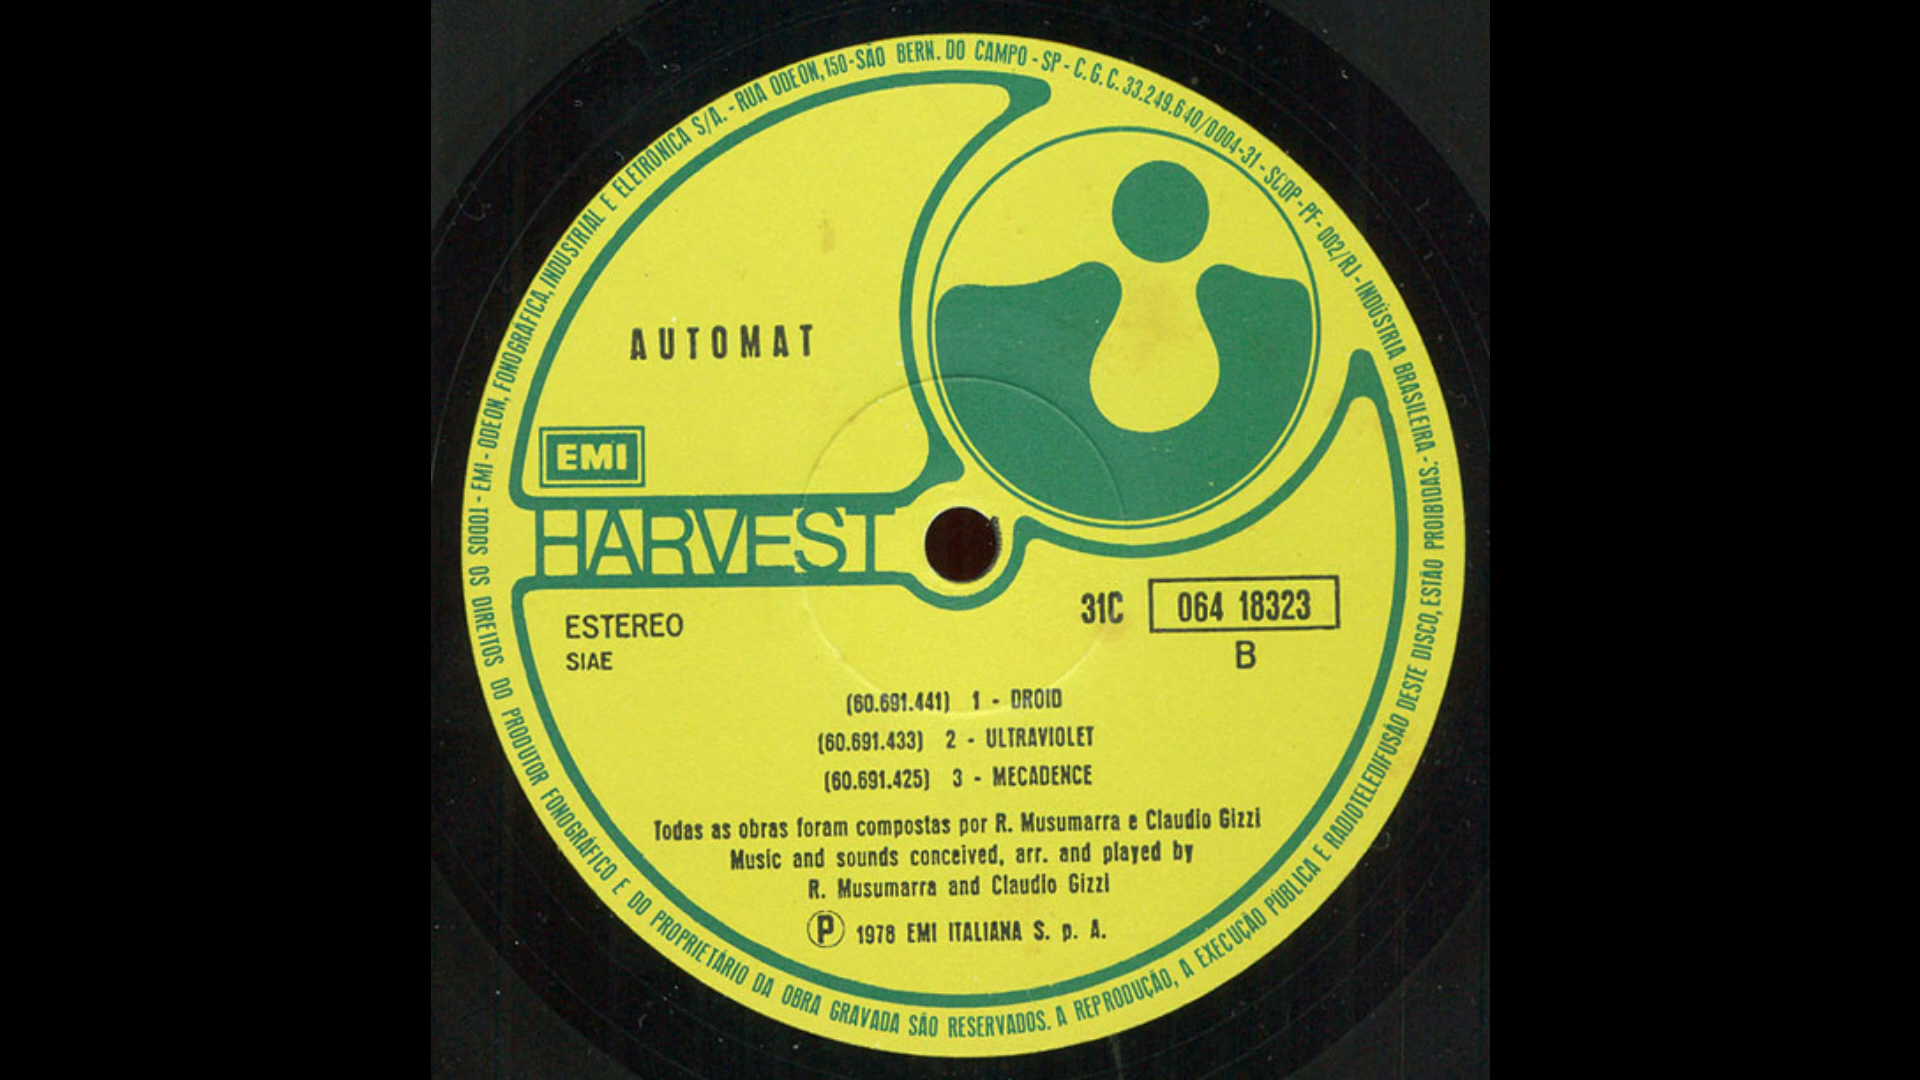 TODOS OS DIREITOS DO PRODUTOR FONOGRÁFICO E DO PROPRIETÁRIO DA OBRA GRAVADA SÃO RESERVADOS. A REPRODUÇÃO, A EXECUÇÃO PÚBLICA E RADIOTELEDIFUSÃO DESTE DISCO, ESTÃO PROIBIDAS.
EMI - ODEON, FONOGRÁFICA, INDUSTRIAL E ELETRÔNICA S/A. - RUA ODEON, 150 - SÃO BERN. DO CAMPO - SP - C.G.C. 33.249.640/0004-31 - SCDP - PF - 002/RJ - INDÚSTRIA BRASILEIRA -
AUTOMAT
EMI
HARVEST
ESTEREO
SIAE
31C 064 18323
B
(60.691.441) 1 - DROID
(60.691.433) 2 - ULTRAVIOLET
(60.691.425) 3 - MECADENCE
Todas as obras foram compostas por R. Musumarra e Claudio Gizzi
Music and sounds conceived, arr. and played by
R. Musumarra and Claudio Gizzi
Ⓟ 1978 EMI ITALIANA S. p. A.